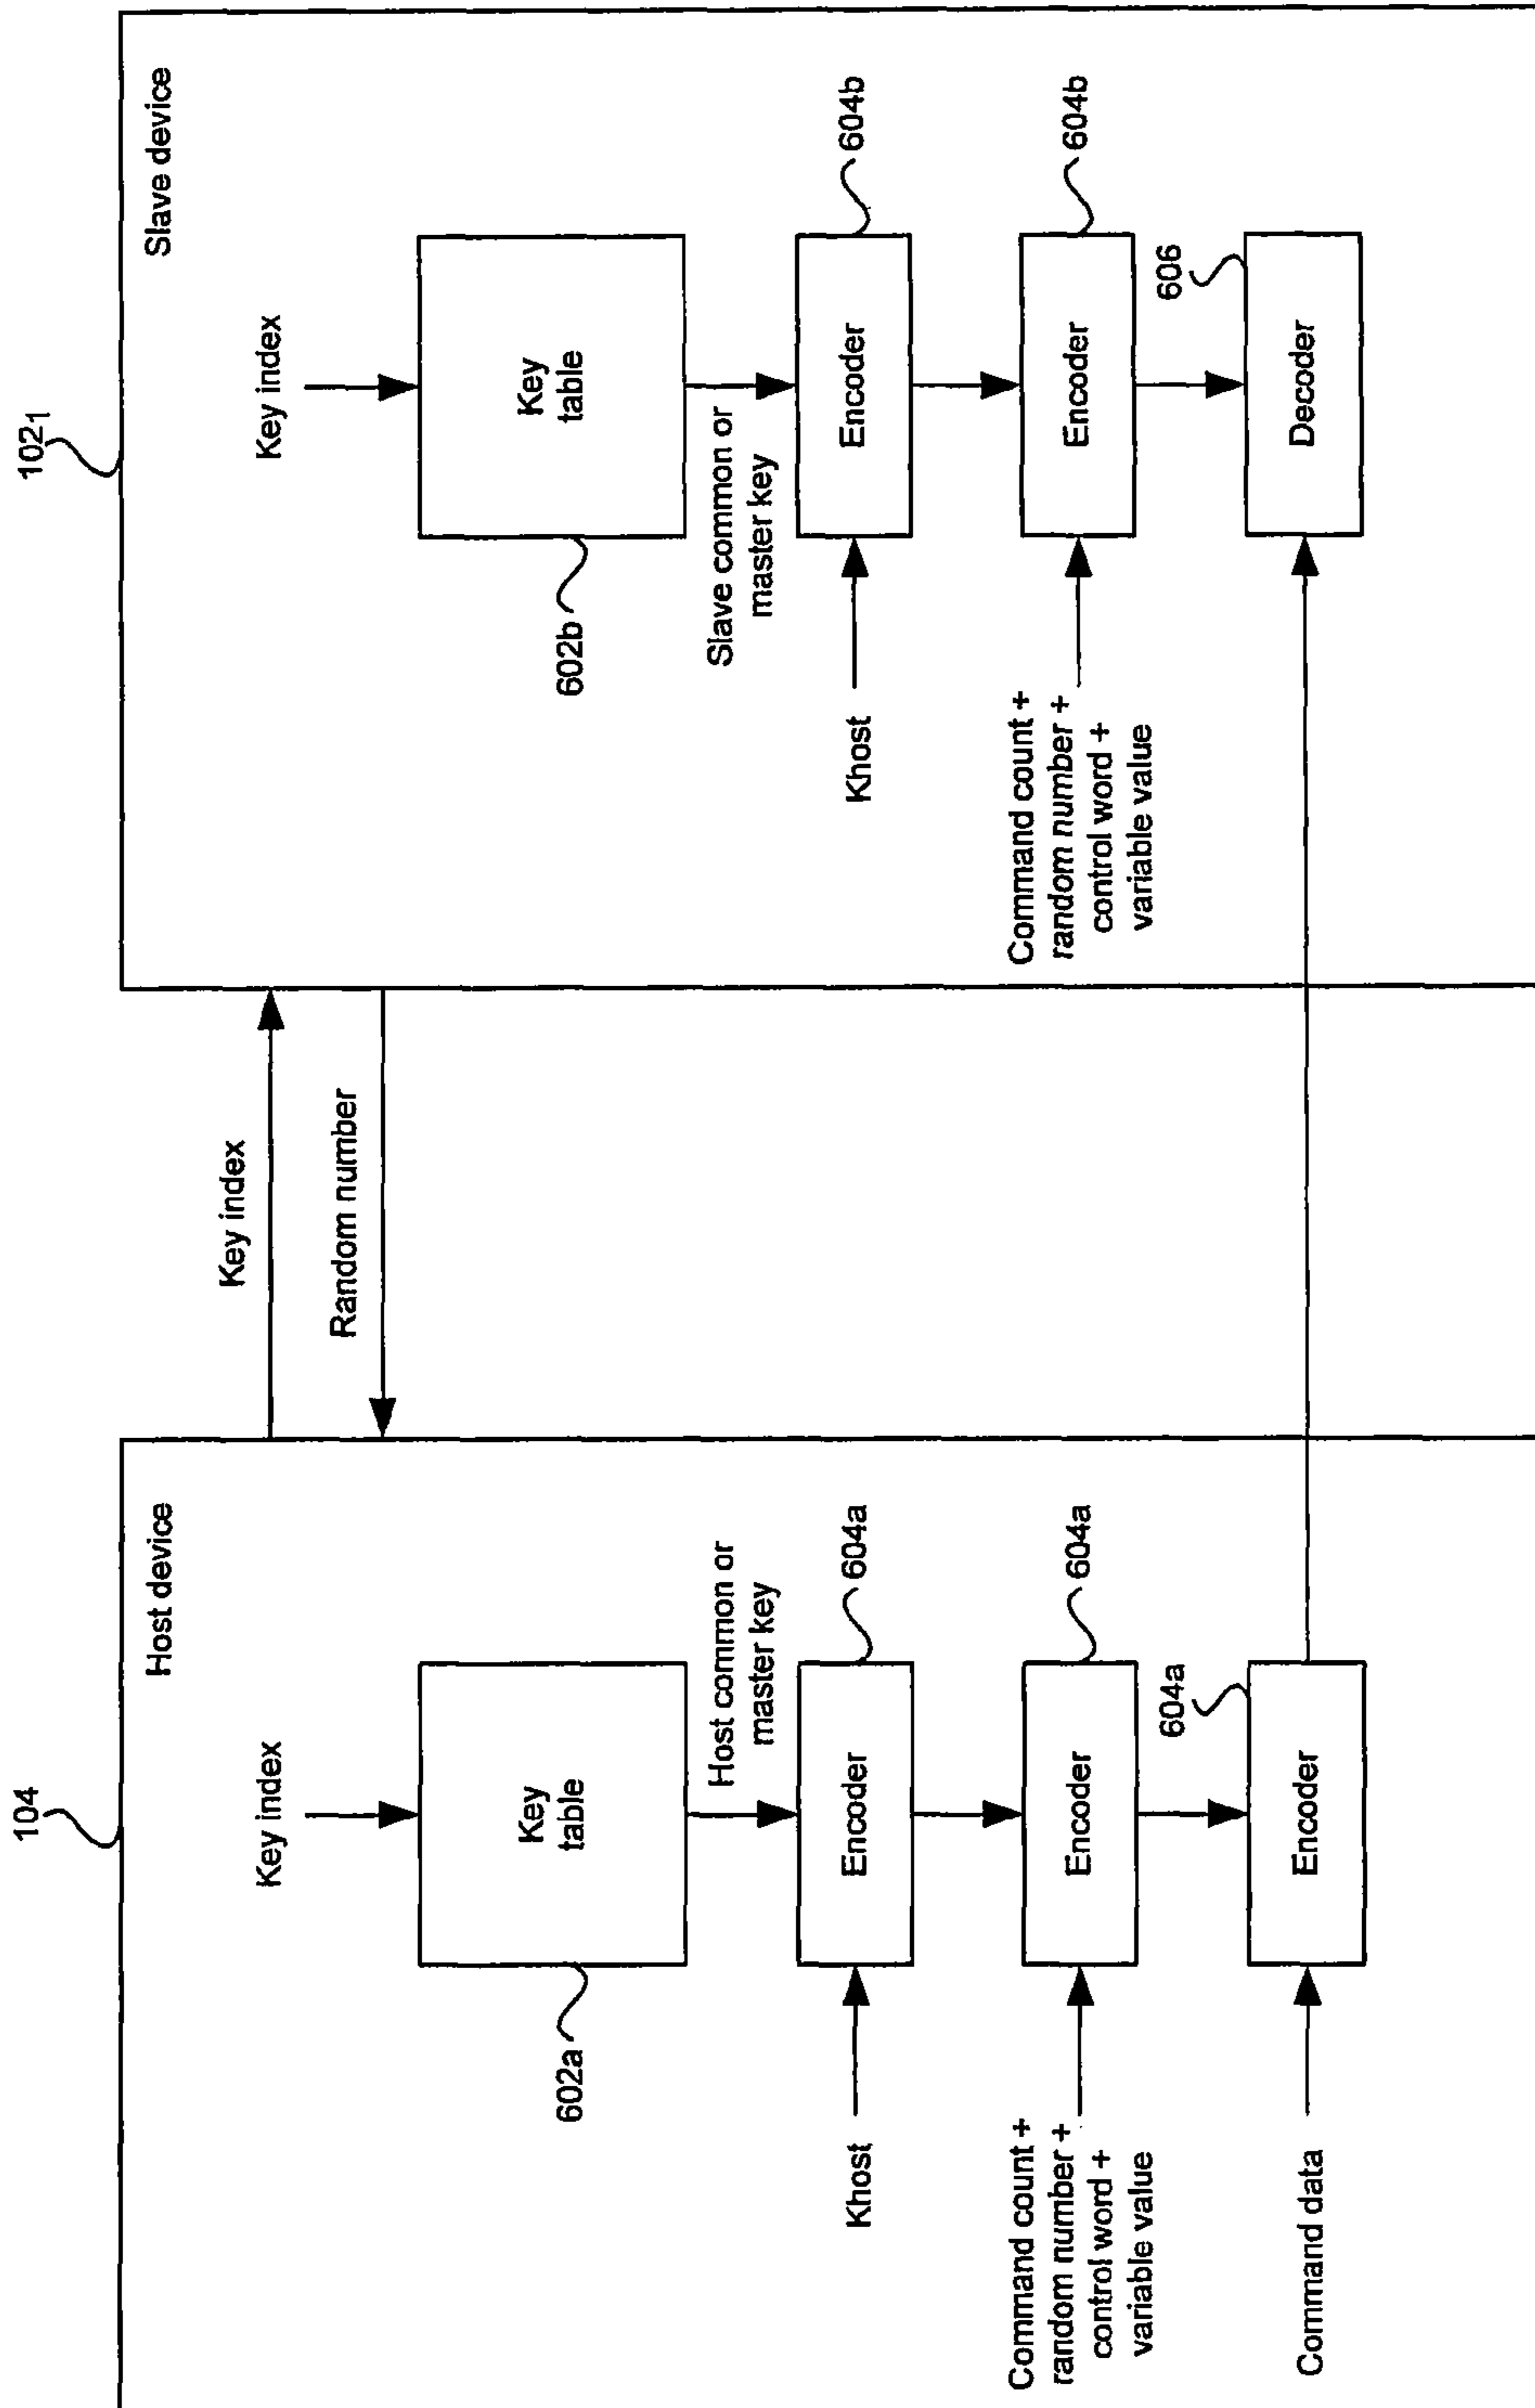 104
Host device
Key index
Key
table
602a
Host common or
master key
Khost
Encoder
604a
Command count +
random number +
control word +
variable value
Encoder
604a
604a
Command data
Encoder
Key index
Random number
1021
Slave device
Key index
Key
table
602b
Slave common or
master key
Khost
Encoder
604b
Command count +
random number +
control word +
variable value
Encoder
604b
606
Decoder